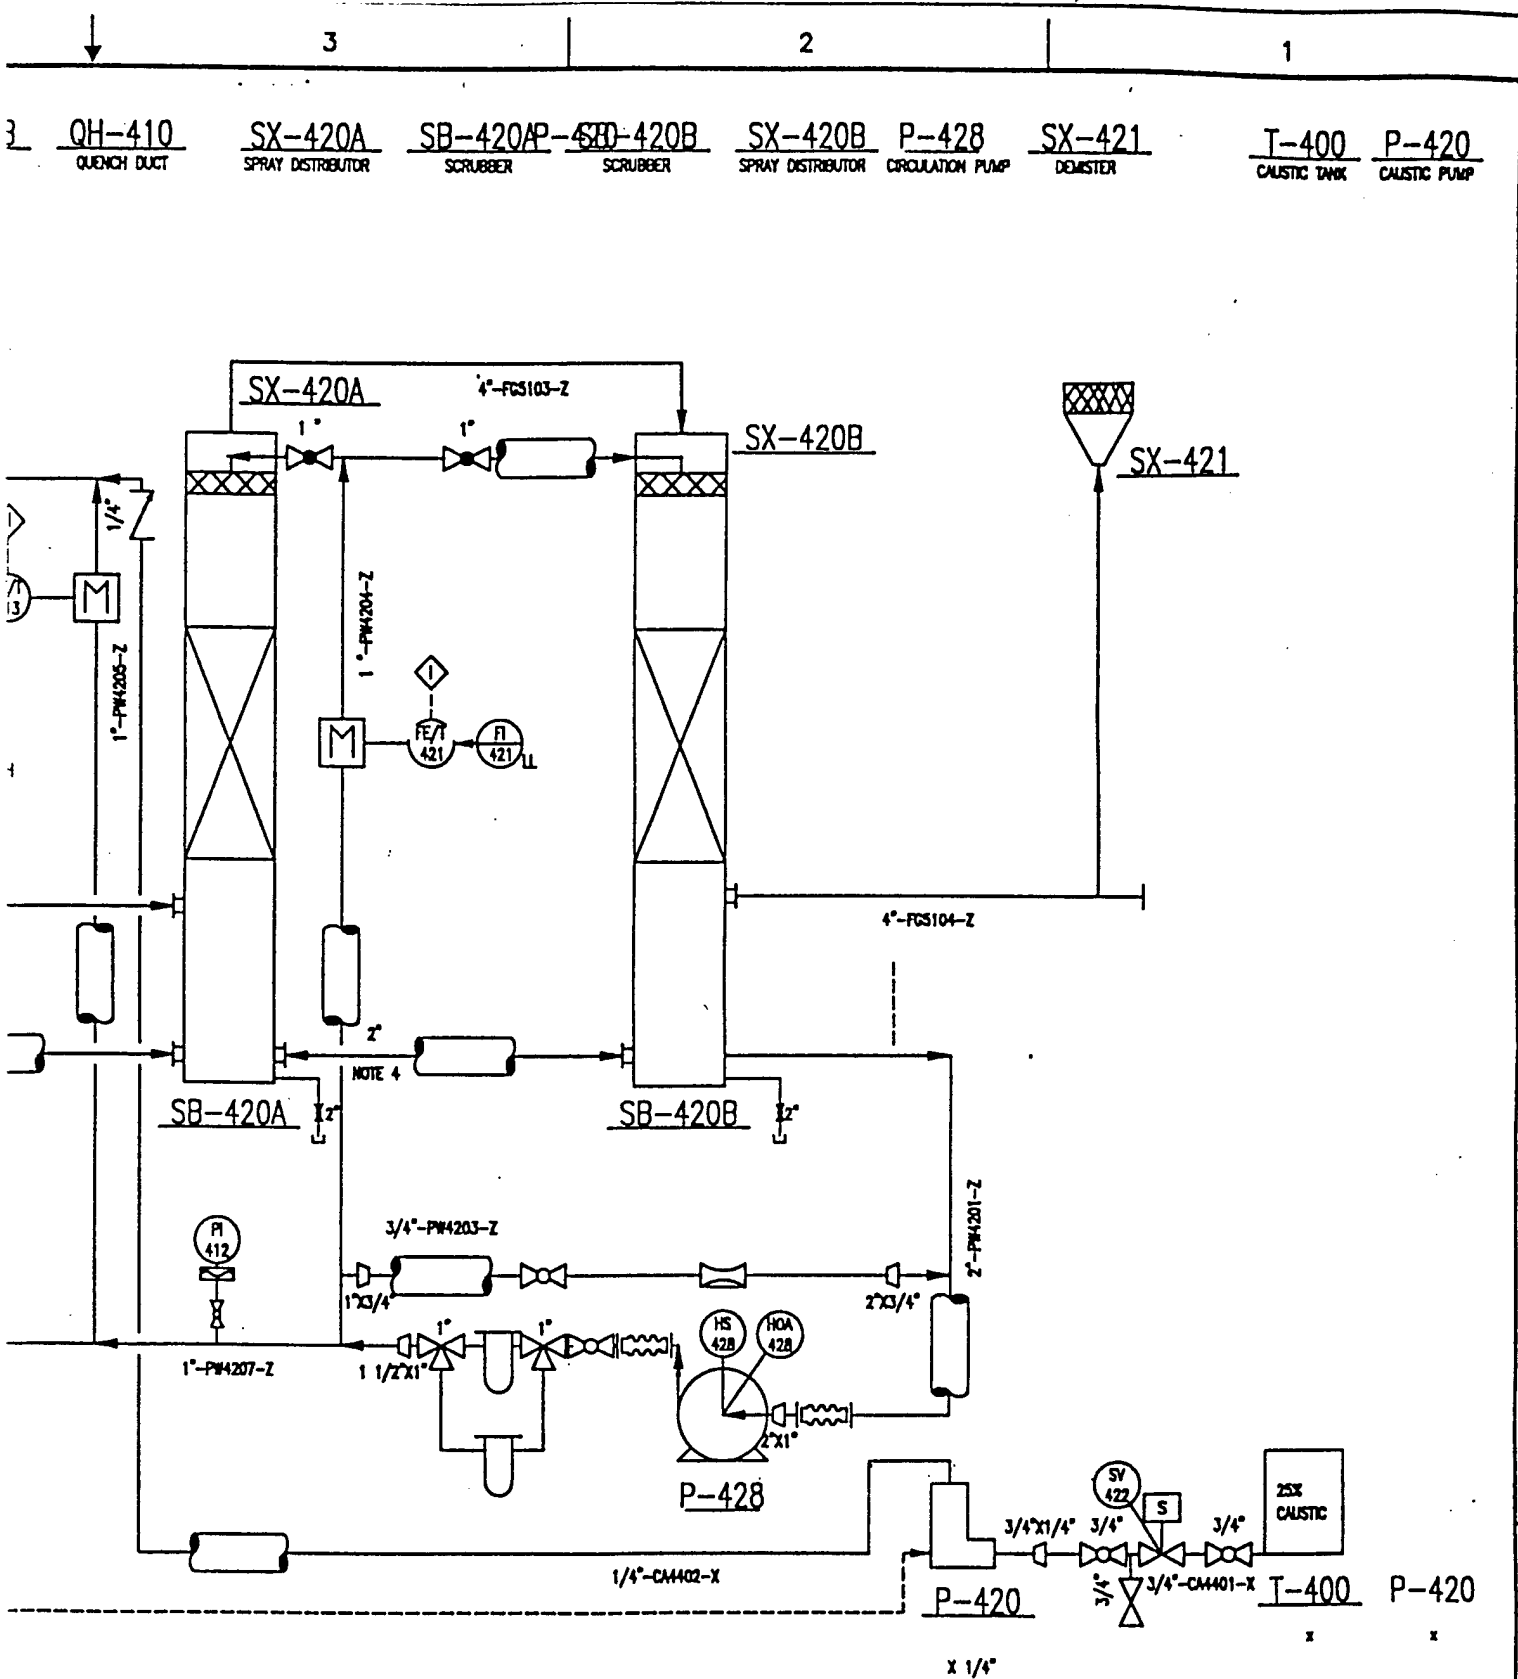 3 2 1
QH-410 SX-420A SB-420A SB-420B SX-420B P-428 SX-421 T-400 P-420
QUENCH DUCT SPRAY DISTRIBUTOR SCRUBBER SCRUBBER SPRAY DISTRIBUTOR CIRCULATION PUMP DEMISTER CAUSTIC TANK CAUSTIC PUMP
SX-420A
4"-FG5103-Z
1" 1"
SX-420B
SX-421
1/4"
M
1"-PW4204-Z
1"-PW4205-Z
I
M
FE/T
421
FI
421
LL
4"-FG5104-Z
2"
NOTE 4
SB-420A
2"
SB-420B
2"
2"-PW4201-Z
PI
412
3/4"-PW4203-Z
1"X3/4"
2"X3/4"
1"-PW4207-Z
1 1/2"X1"
1" 1"
HS
428
HOA
428
2"X1"
P-428
SV
422
S
25%
CAUSTIC
3/4"X1/4" 3/4" 3/4"
1/4"-CA4402-X
3/4"
3/4"-CA4401-X
P-420
T-400 P-420
X X
X 1/4"